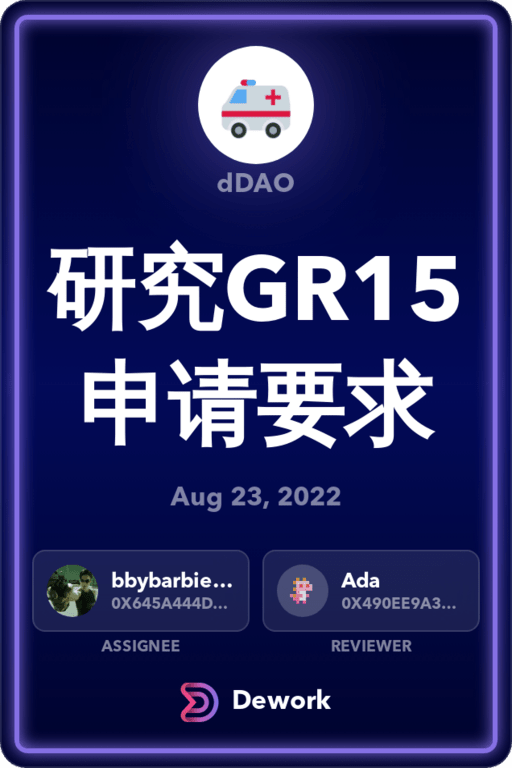 dDAO
研究GR15
申请要求
Aug 23, 2022
bbybarbie...
0X645A444D...
ASSIGNEE
Ada
0X490EE9A3...
REVIEWER
Dework